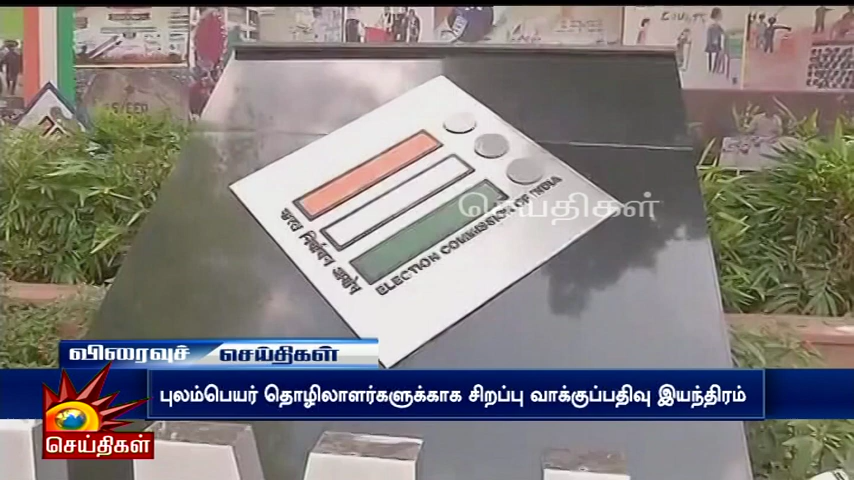 भारत निर्वाचन आयोग
ELECTION COMMISSION OF INDIA
செய்திகள்
விரைவுச் செய்திகள்
புலம்பெயர் தொழிலாளர்களுக்காக சிறப்பு வாக்குப்பதிவு இயந்திரம்
செய்திகள்